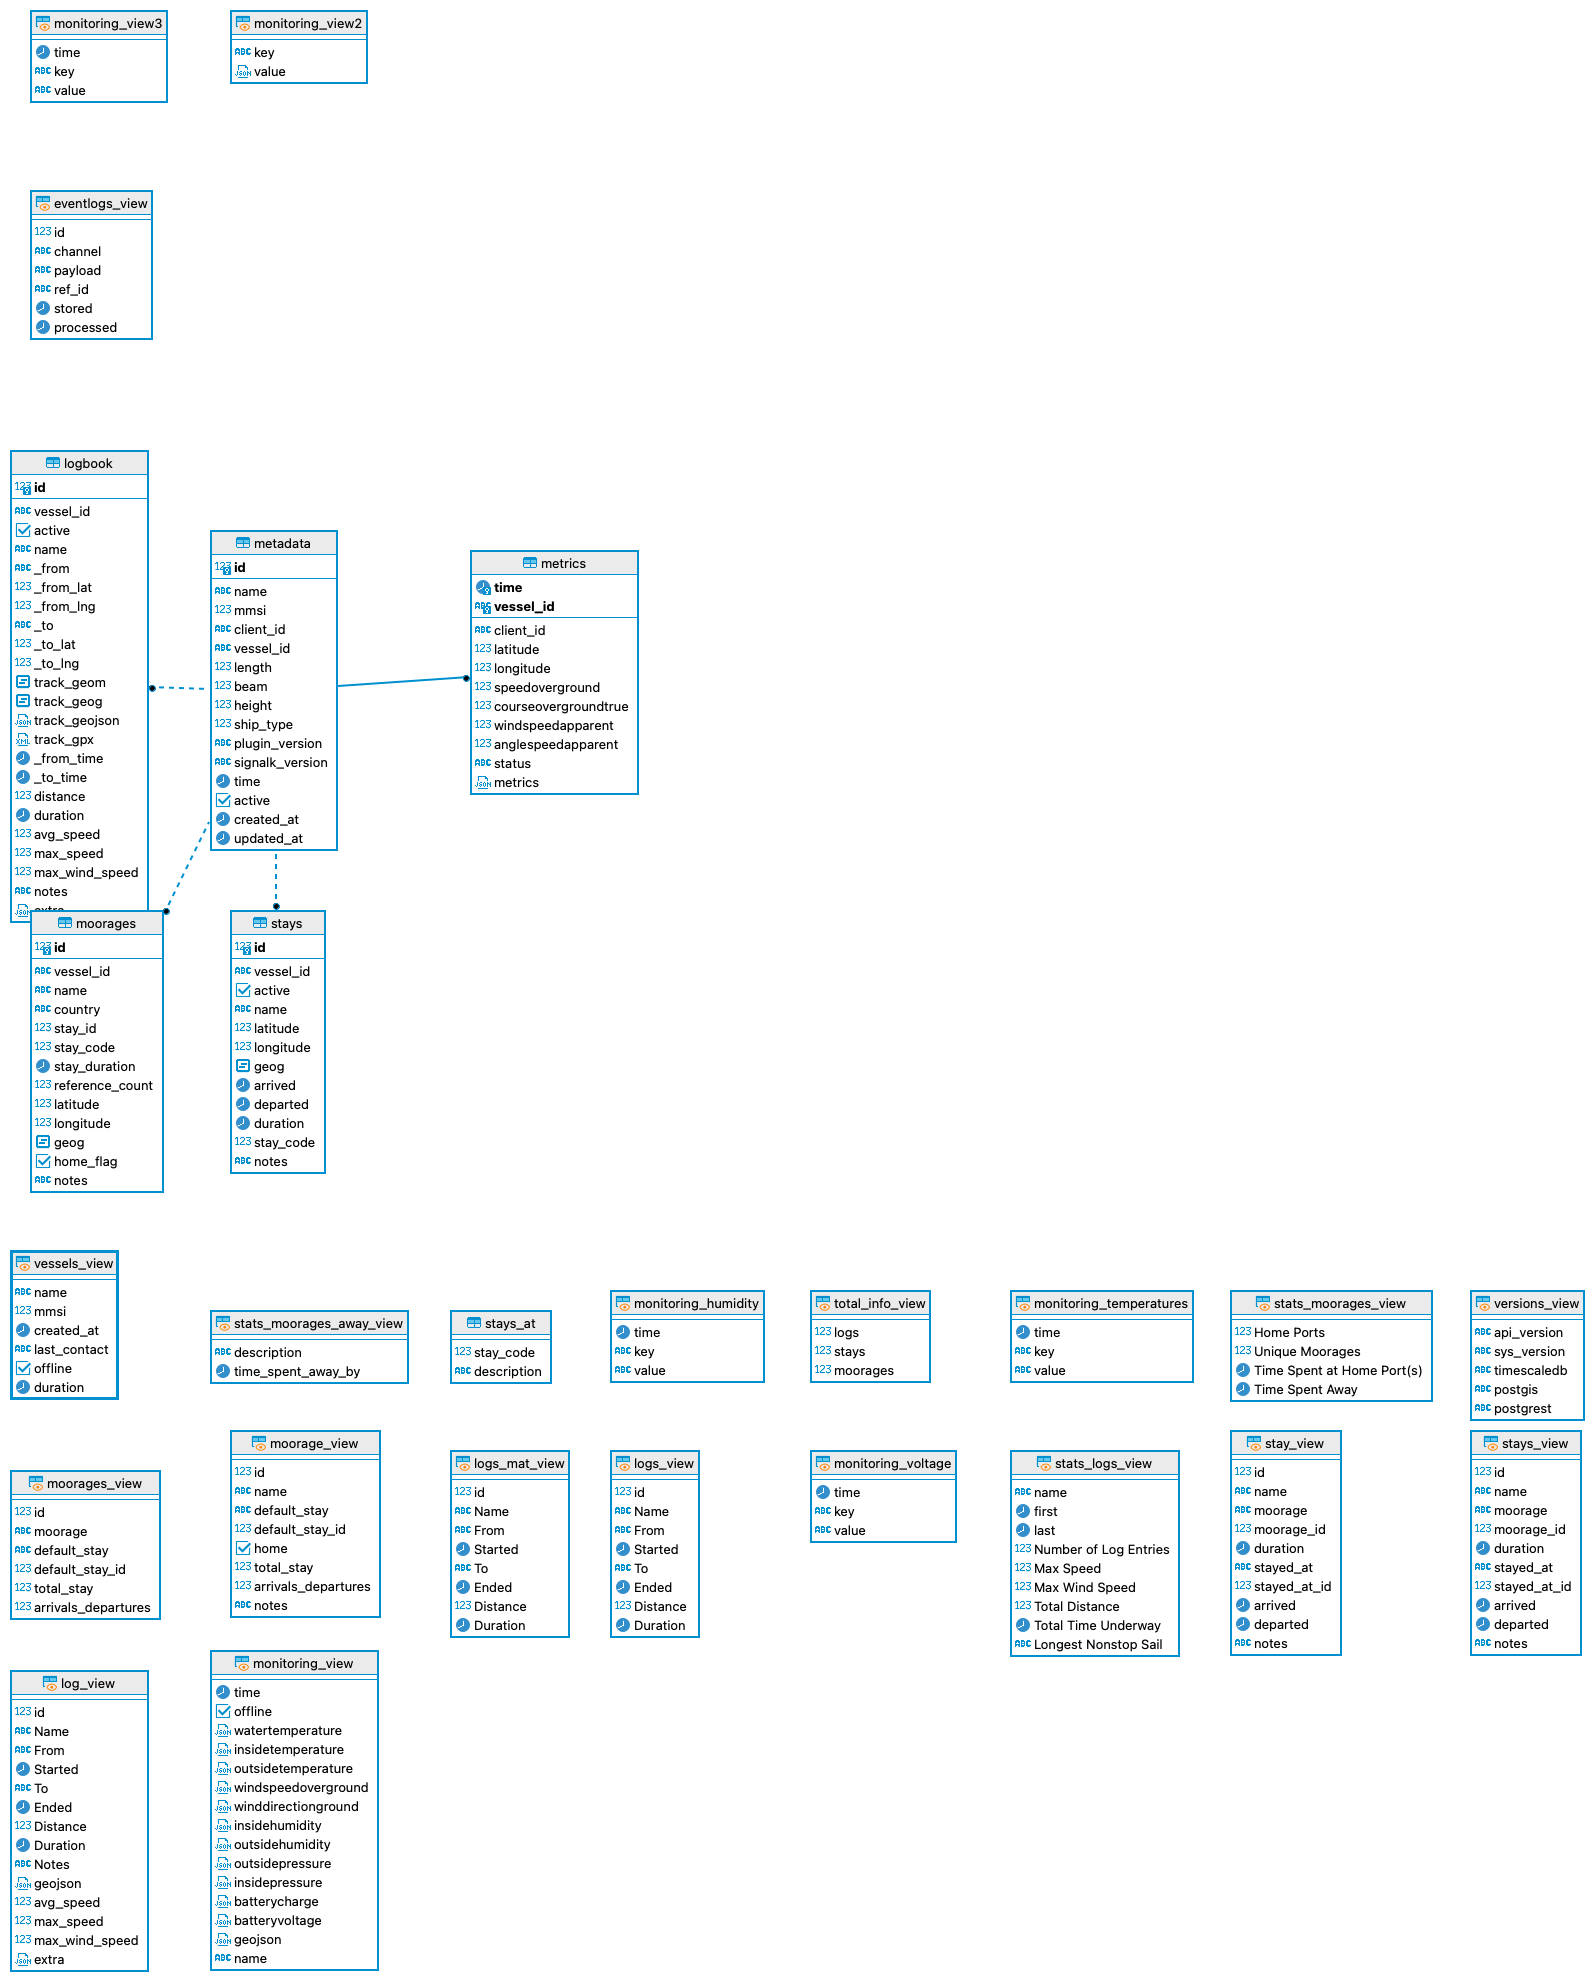 monitoring_view3
time
key
value
monitoring_view2
key
value
eventlogs_view
id
channel
payload
ref_id
stored
processed
logbook
id
vessel_id
active
name
_from
_from_lat
_from_lng
_to
_to_lat
_to_lng
track_geom
track_geog
track_geojson
track_gpx
_from_time
_to_time
distance
duration
avg_speed
max_speed
max_wind_speed
notes
metadata
id
name
mmsi
client_id
vessel_id
length
beam
height
ship_type
plugin_version
signalk_version
time
active
created_at
updated_at
metrics
time
vessel_id
client_id
latitude
longitude
speedoverground
courseovergroundtrue
windspeedapparent
anglespeedapparent
status
metrics
moorages
id
vessel_id
name
country
stay_id
stay_code
stay_duration
reference_count
latitude
longitude
geog
home_flag
notes
stays
id
vessel_id
active
name
latitude
longitude
geog
arrived
departed
duration
stay_code
notes
vessels_view
name
mmsi
created_at
last_contact
offline
duration
stats_moorages_away_view
description
time_spent_away_by
stays_at
stay_code
description
monitoring_humidity
time
key
value
total_info_view
logs
stays
moorages
monitoring_temperatures
time
key
value
stats_moorages_view
Home Ports
Unique Moorages
Time Spent at Home Port(s)
Time Spent Away
versions_view
api_version
sys_version
timescaledb
postgis
postgrest
moorages_view
id
moorage
default_stay
default_stay_id
total_stay
arrivals_departures
moorage_view
id
name
default_stay
default_stay_id
home
total_stay
arrivals_departures
notes
logs_mat_view
id
Name
From
Started
To
Ended
Distance
Duration
logs_view
id
Name
From
Started
To
Ended
Distance
Duration
monitoring_voltage
time
key
value
stats_logs_view
name
first
last
Number of Log Entries
Max Speed
Max Wind Speed
Total Distance
Total Time Underway
Longest Nonstop Sail
stay_view
id
name
moorage
moorage_id
duration
stayed_at
stayed_at_id
arrived
departed
notes
stays_view
id
name
moorage
moorage_id
duration
stayed_at
stayed_at_id
arrived
departed
notes
log_view
id
Name
From
Started
To
Ended
Distance
Duration
Notes
geojson
avg_speed
max_speed
max_wind_speed
extra
monitoring_view
time
offline
watertemperature
insidetemperature
outsidetemperature
windspeedoverground
winddirectionground
insidehumidity
outsidehumidity
outsidepressure
insidepressure
batterycharge
batteryvoltage
geojson
name